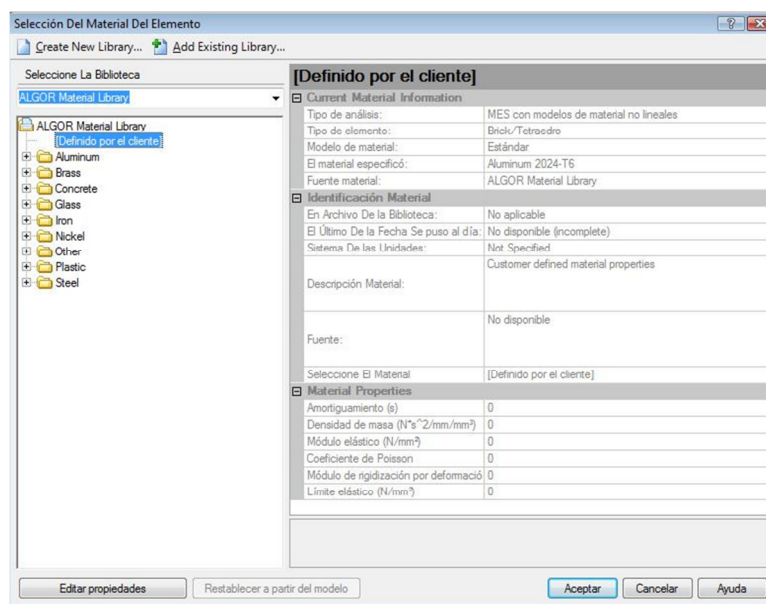 Selección Del Material Del Elemento
Create New Library... Add Existing Library...
Seleccione La Biblioteca
ALGOR Material Library
ALGOR Material Library
[Definido por el cliente]
Aluminum
Brass
Concrete
Glass
Iron
Nickel
Other
Plastic
Steel
[Definido por el cliente]
Current Material Information
Tipo de análisis: MES con modelos de material no lineales
Tipo de elemento: Brick/Tetraedro
Modelo de material: Estándar
El material especificó: Aluminum 2024-T6
Fuente material: ALGOR Material Library
Identificación Material
En Archivo De la Biblioteca: No aplicable
El Último De la Fecha Se puso al día: No disponible (incomplete)
Sistema De las Unidades: Not Specified
Descripción Material: Customer defined material properties
Fuente: No disponible
Seleccione El Material [Definido por el cliente]
Material Properties
Amortiguamiento (s) 0
Densidad de masa (N*s^2/mm/mm³) 0
Módulo elástico (N/mm²) 0
Coeficiente de Poisson 0
Módulo de rigidización por deformació 0
Límite elástico (N/mm²) 0
Editar propiedades Restablecer a partir del modelo Aceptar Cancelar Ayuda